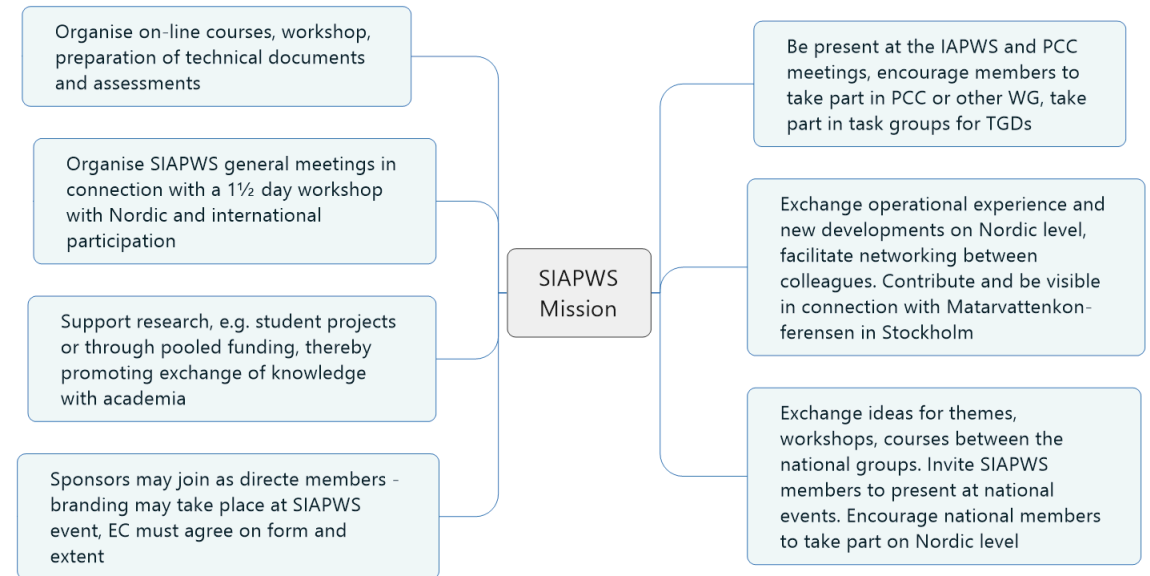 Organise on-line courses, workshop,
preparation of technical documents
and assessments
Organise SIAPWS general meetings in
connection with a 1½ day workshop
with Nordic and international
participation
Support research, e.g. student projects
or through pooled funding, thereby
promoting exchange of knowledge
with academia
Sponsors may join as directe members -
branding may take place at SIAPWS
event, EC must agree on form and
extent
SIAPWS
Mission
Be present at the IAPWS and PCC
meetings, encourage members to
take part in PCC or other WG, take
part in task groups for TGDs
Exchange operational experience and
new developments on Nordic level,
facilitate networking between
colleagues. Contribute and be visible
in connection with Matarvattenkon-
ferensen in Stockholm
Exchange ideas for themes,
workshops, courses between the
national groups. Invite SIAPWS
members to present at national
events. Encourage national members
to take part on Nordic level